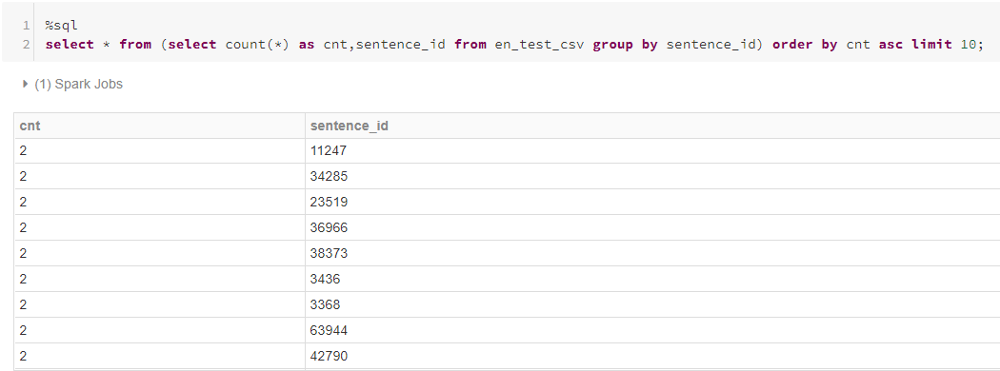 1 %sql
2 select * from (select count(*) as cnt,sentence_id from en_test_csv group by sentence_id) order by cnt asc limit 10;
(1) Spark Jobs
cnt sentence_id
2 11247
2 34285
2 23519
2 36966
2 38373
2 3436
2 3368
2 63944
2 42790